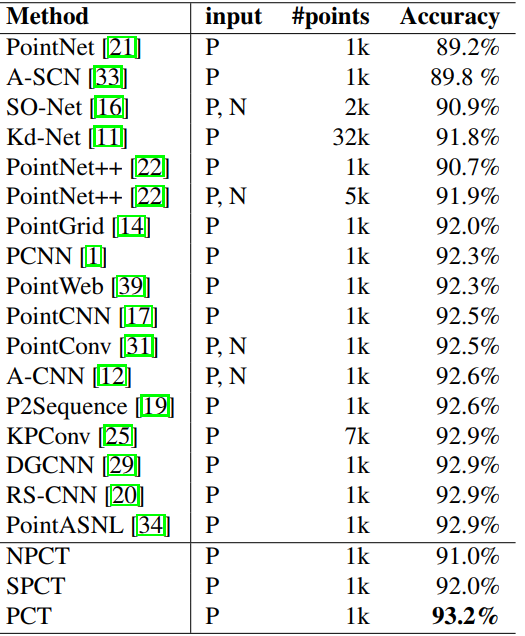 Method input #points Accuracy
PointNet [21] P 1k 89.2%
A-SCN [33] P 1k 89.8 %
SO-Net [16] P, N 2k 90.9%
Kd-Net [11] P 32k 91.8%
PointNet++ [22] P 1k 90.7%
PointNet++ [22] P, N 5k 91.9%
PointGrid [14] P 1k 92.0%
PCNN [1] P 1k 92.3%
PointWeb [39] P 1k 92.3%
PointCNN [17] P 1k 92.5%
PointConv [31] P, N 1k 92.5%
A-CNN [12] P, N 1k 92.6%
P2Sequence [19] P 1k 92.6%
KPConv [25] P 7k 92.9%
DGCNN [29] P 1k 92.9%
RS-CNN [20] P 1k 92.9%
PointASNL [34] P 1k 92.9%
NPCT P 1k 91.0%
SPCT P 1k 92.0%
PCT P 1k 93.2%